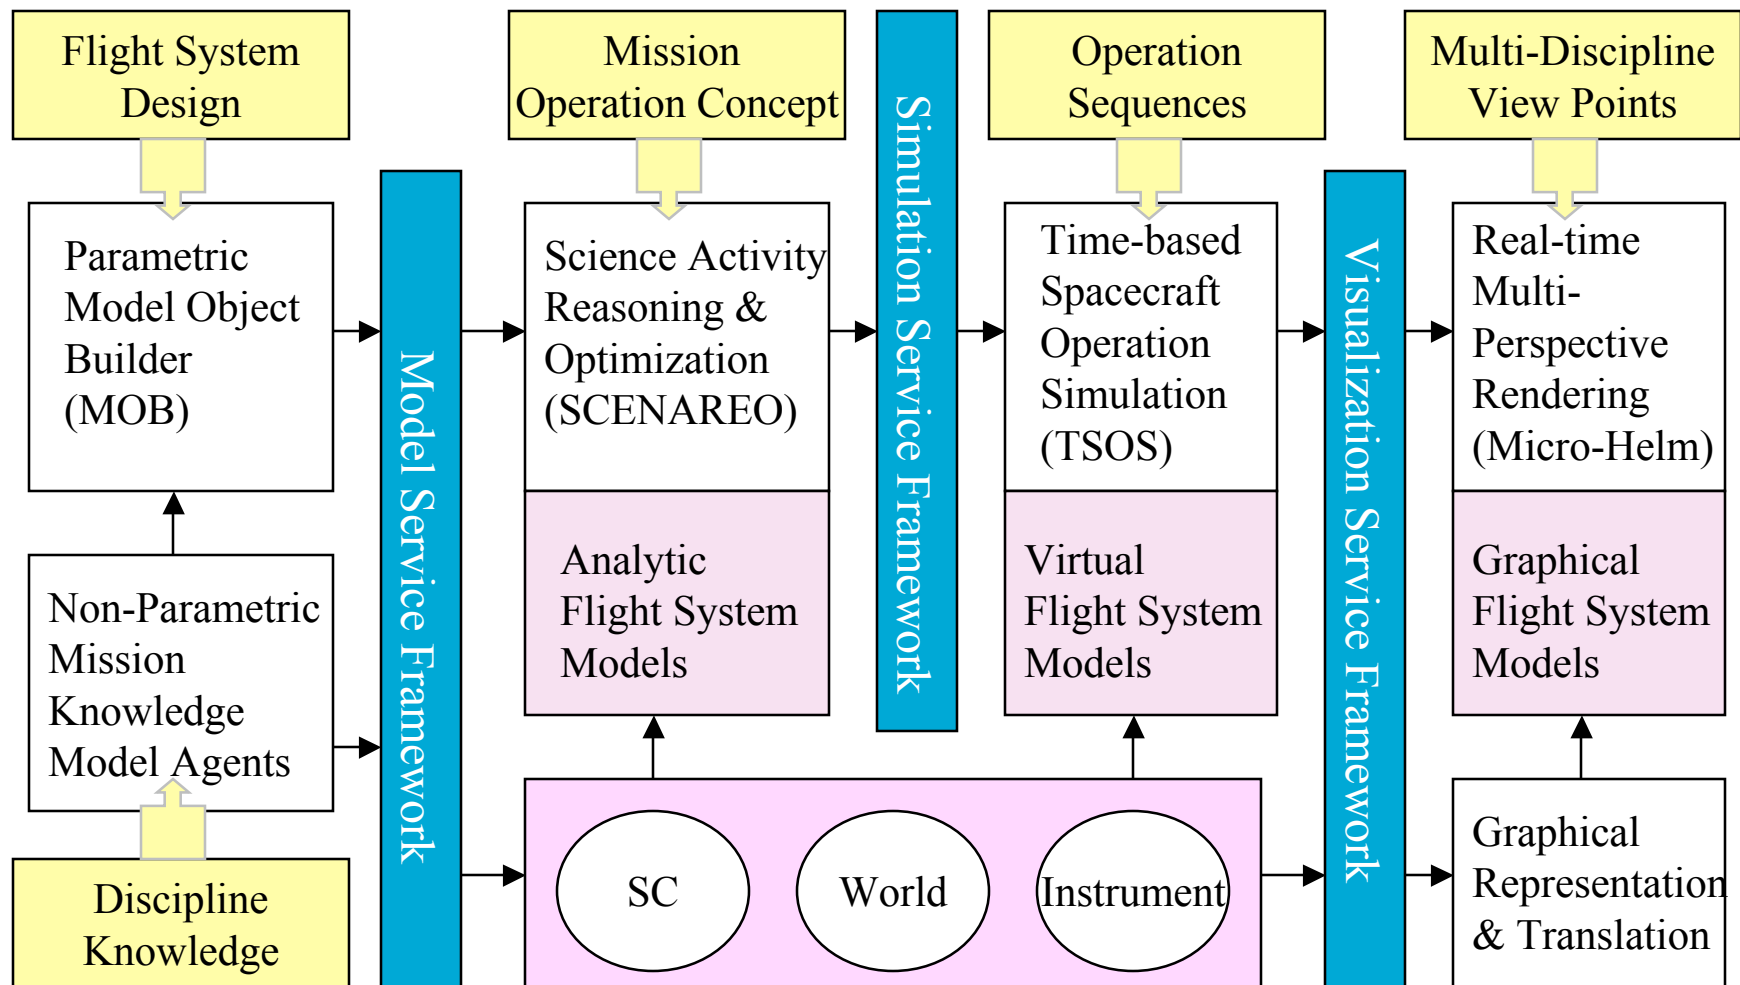 Flight System
Design
Mission
Operation Concept
Operation
Sequences
Multi-Discipline
View Points
Parametric
Model Object
Builder
(MOB)
Non-Parametric
Mission
Knowledge
Model Agents
Discipline
Knowledge
Model Service Framework
Science Activity
Reasoning &
Optimization
(SCENAREO)
Analytic
Flight System
Models
Simulation Service Framework
Time-based
Spacecraft
Operation
Simulation
(TSOS)
Virtual
Flight System
Models
SC
World
Instrument
Visualization Service Framework
Real-time
Multi-
Perspective
Rendering
(Micro-Helm)
Graphical
Flight System
Models
Graphical
Representation
& Translation